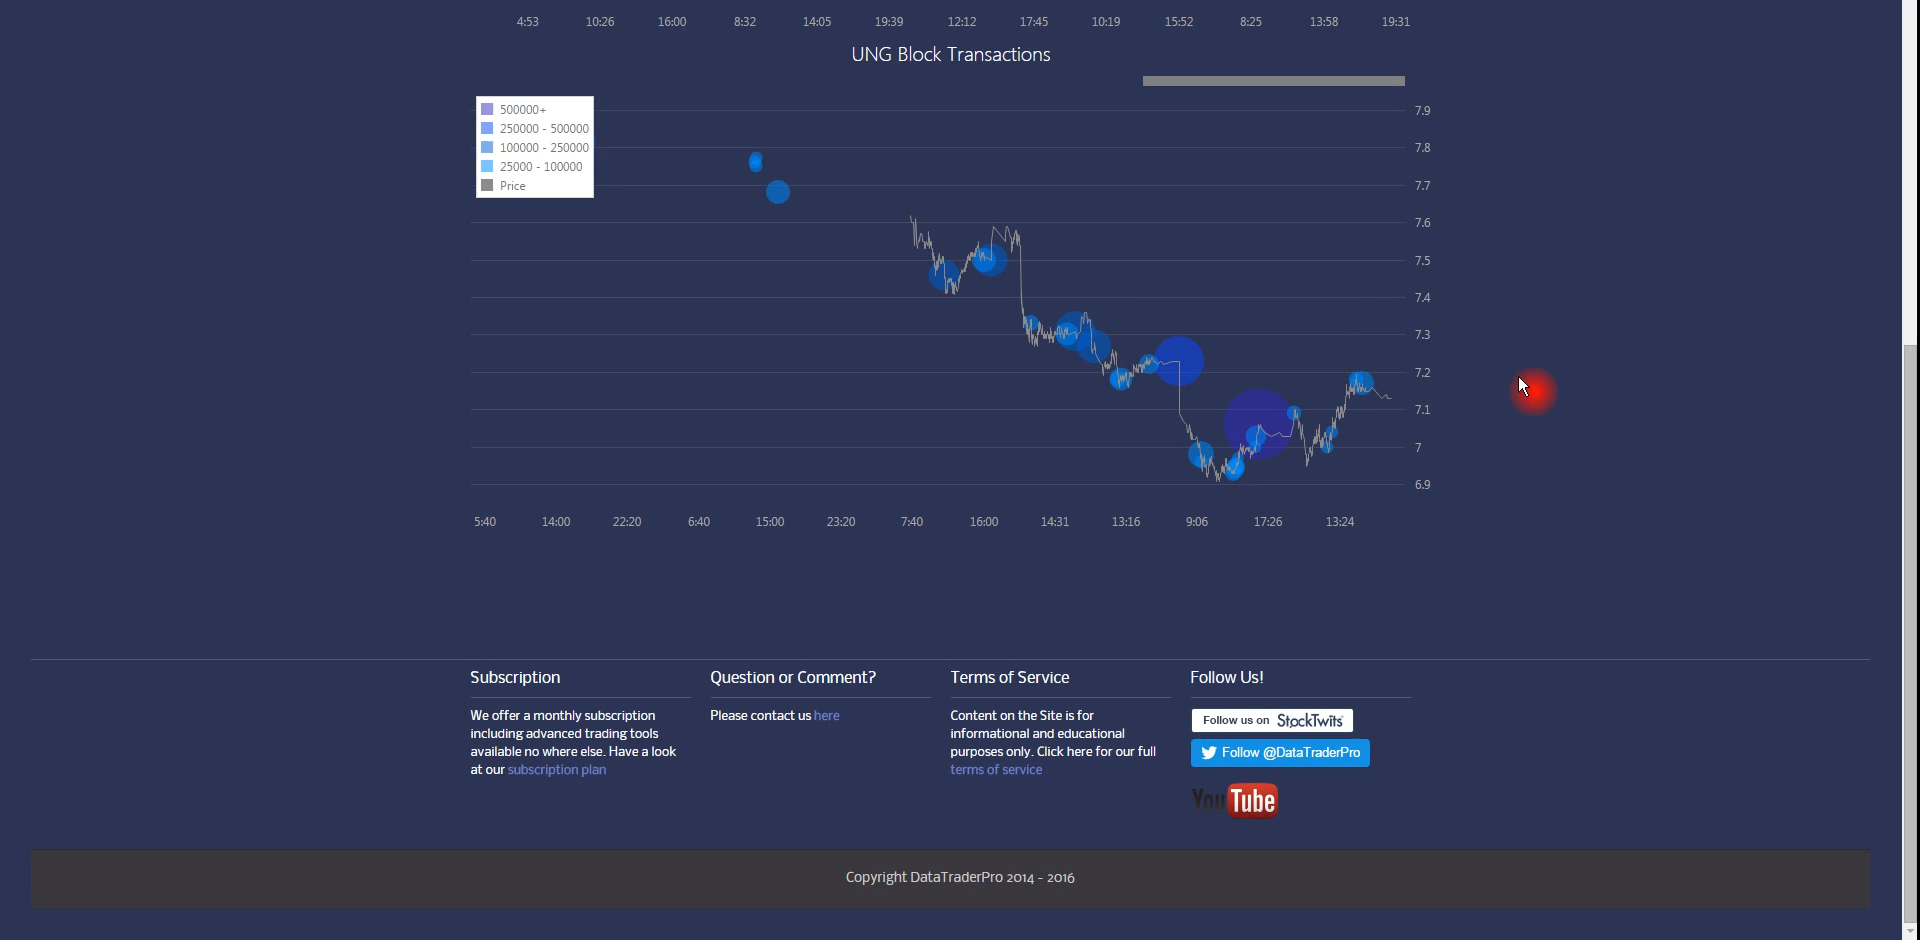 4:53 10:26 16:00 8:32 14:05 19:39 12:12 17:45 10:19 15:52 8:25 13:58 19:31
UNG Block Transactions
500000+
250000 - 500000
100000 - 250000
25000 - 100000
Price
7.9
7.8
7.7
7.6
7.5
7.4
7.3
7.2
7.1
7
6.9
5:40 14:00 22:20 6:40 15:00 23:20 7:40 16:00 14:31 13:16 9:06 17:26 13:24
Subscription
We offer a monthly subscription
including advanced trading tools
available no where else. Have a look
at our subscription plan
Question or Comment?
Please contact us here
Terms of Service
Content on the Site is for
informational and educational
purposes only. Click here for our full
terms of service
Follow Us!
Follow us on StockTwits
Follow @DataTraderPro
YouTube
Copyright DataTraderPro 2014 - 2016